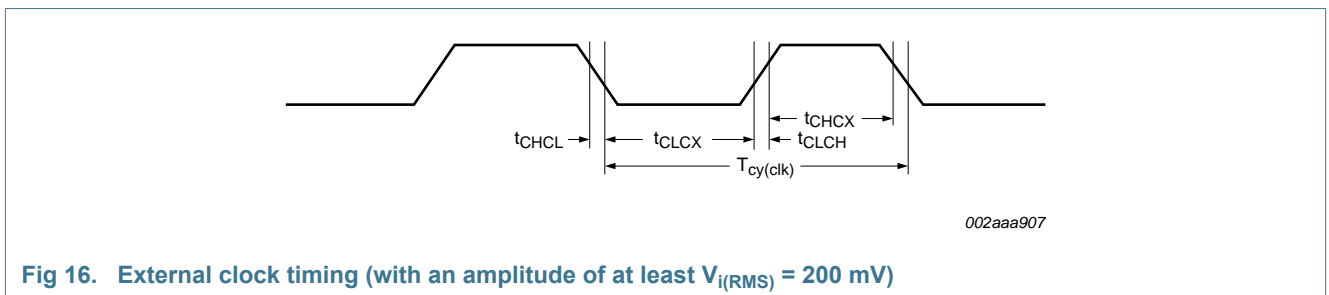 tCHCX
tCHCL tCLCX tCLCH
Tcy(clk)
002aaa907
Fig 16. External clock timing (with an amplitude of at least Vi(RMS) = 200 mV)